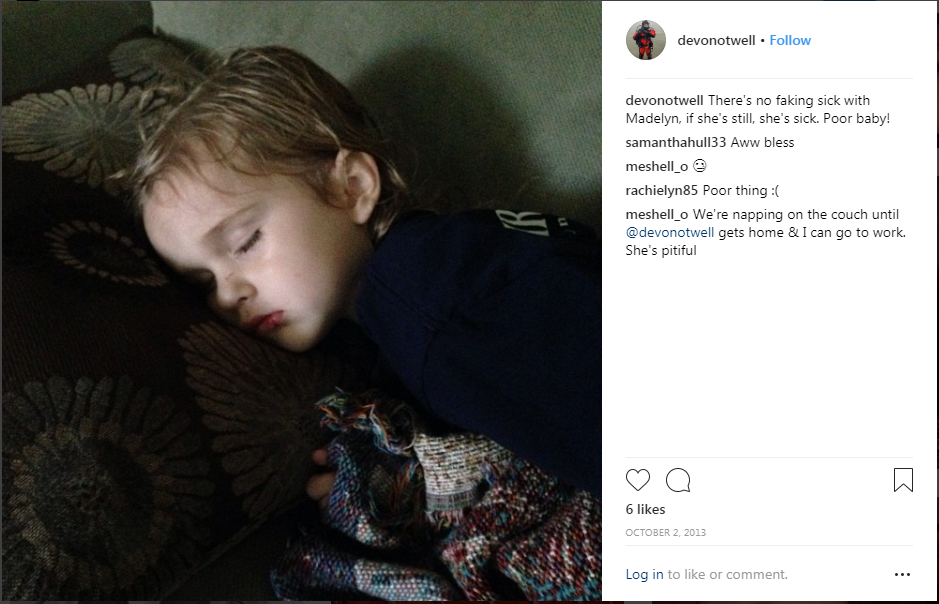 devonotwell • Follow
devonotwell There's no faking sick with
Madelyn, if she's still, she's sick. Poor baby!
samanthahull33 Aww bless
meshell_o
rachielyn85 Poor thing :(
meshell_o We're napping on the couch until
@devonotwell gets home & I can go to work.
She's pitiful
6 likes
OCTOBER 2, 2013
Log in to like or comment.